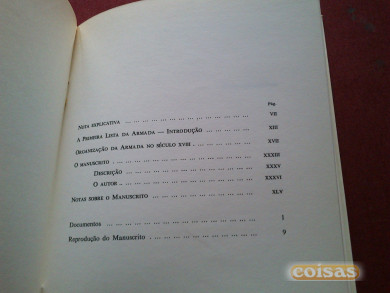 Pág.
NOTA EXPLICATIVA ... ... ... ... ... ... ... ... ... ... ... VII
A PRIMEIRA LISTA DA ARMADA — INTRODUÇÃO ... ... ... ... XIII
ORGANIZAÇÃO DA ARMADA NO SÉCULO XVIII ... ... ... ... ... XVII
O MANUSCRITO ... ... ... ... ... ... ... ... ... ... ... XXXIII
DESCRIÇÃO ... ... ... ... ... ... ... ... ... ... XXXV
O AUTOR ... ... ... ... ... ... ... ... ... ... XXXVI
NOTAS SOBRE O MANUSCRITO ... ... ... ... ... ... ... ... XLV
Documentos ... ... ... ... ... ... ... ... ... ... ... 1
Reprodução do Manuscrito ... ... ... ... ... ... ... ... 9
coisas